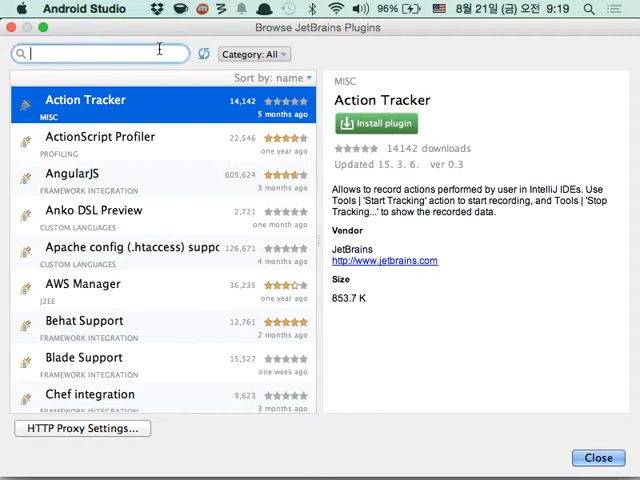 Android Studio 96% 8월 21일 (금) 오전 9:19
Browse JetBrains Plugins
Category: All
Sort by: name
Action Tracker 14,142
MISC 5 months ago
ActionScript Profiler 22,546
PROFILING one year ago
AngularJS 605,624
FRAMEWORK INTEGRATION 3 months ago
Anko DSL Preview 2,721
CUSTOM LANGUAGES one month ago
Apache config (.htaccess) suppo 126,671
CUSTOM LANGUAGES 4 months ago
AWS Manager 36,235
J2EE one year ago
Behat Support 12,761
FRAMEWORK INTEGRATION 2 months ago
Blade Support 15,527
FRAMEWORK INTEGRATION one week ago
Chef integration 9,623
FRAMEWORK INTEGRATION 3 months ago
MISC
Action Tracker
Install plugin
14142 downloads
Updated 15. 3. 6. ver 0.3
Allows to record actions performed by user in IntelliJ IDEs. Use
Tools | 'Start Tracking' action to start recording, and Tools | 'Stop
Tracking...' to show the recorded data.
Vendor
JetBrains
http://www.jetbrains.com
Size
853.7 K
HTTP Proxy Settings...
Close